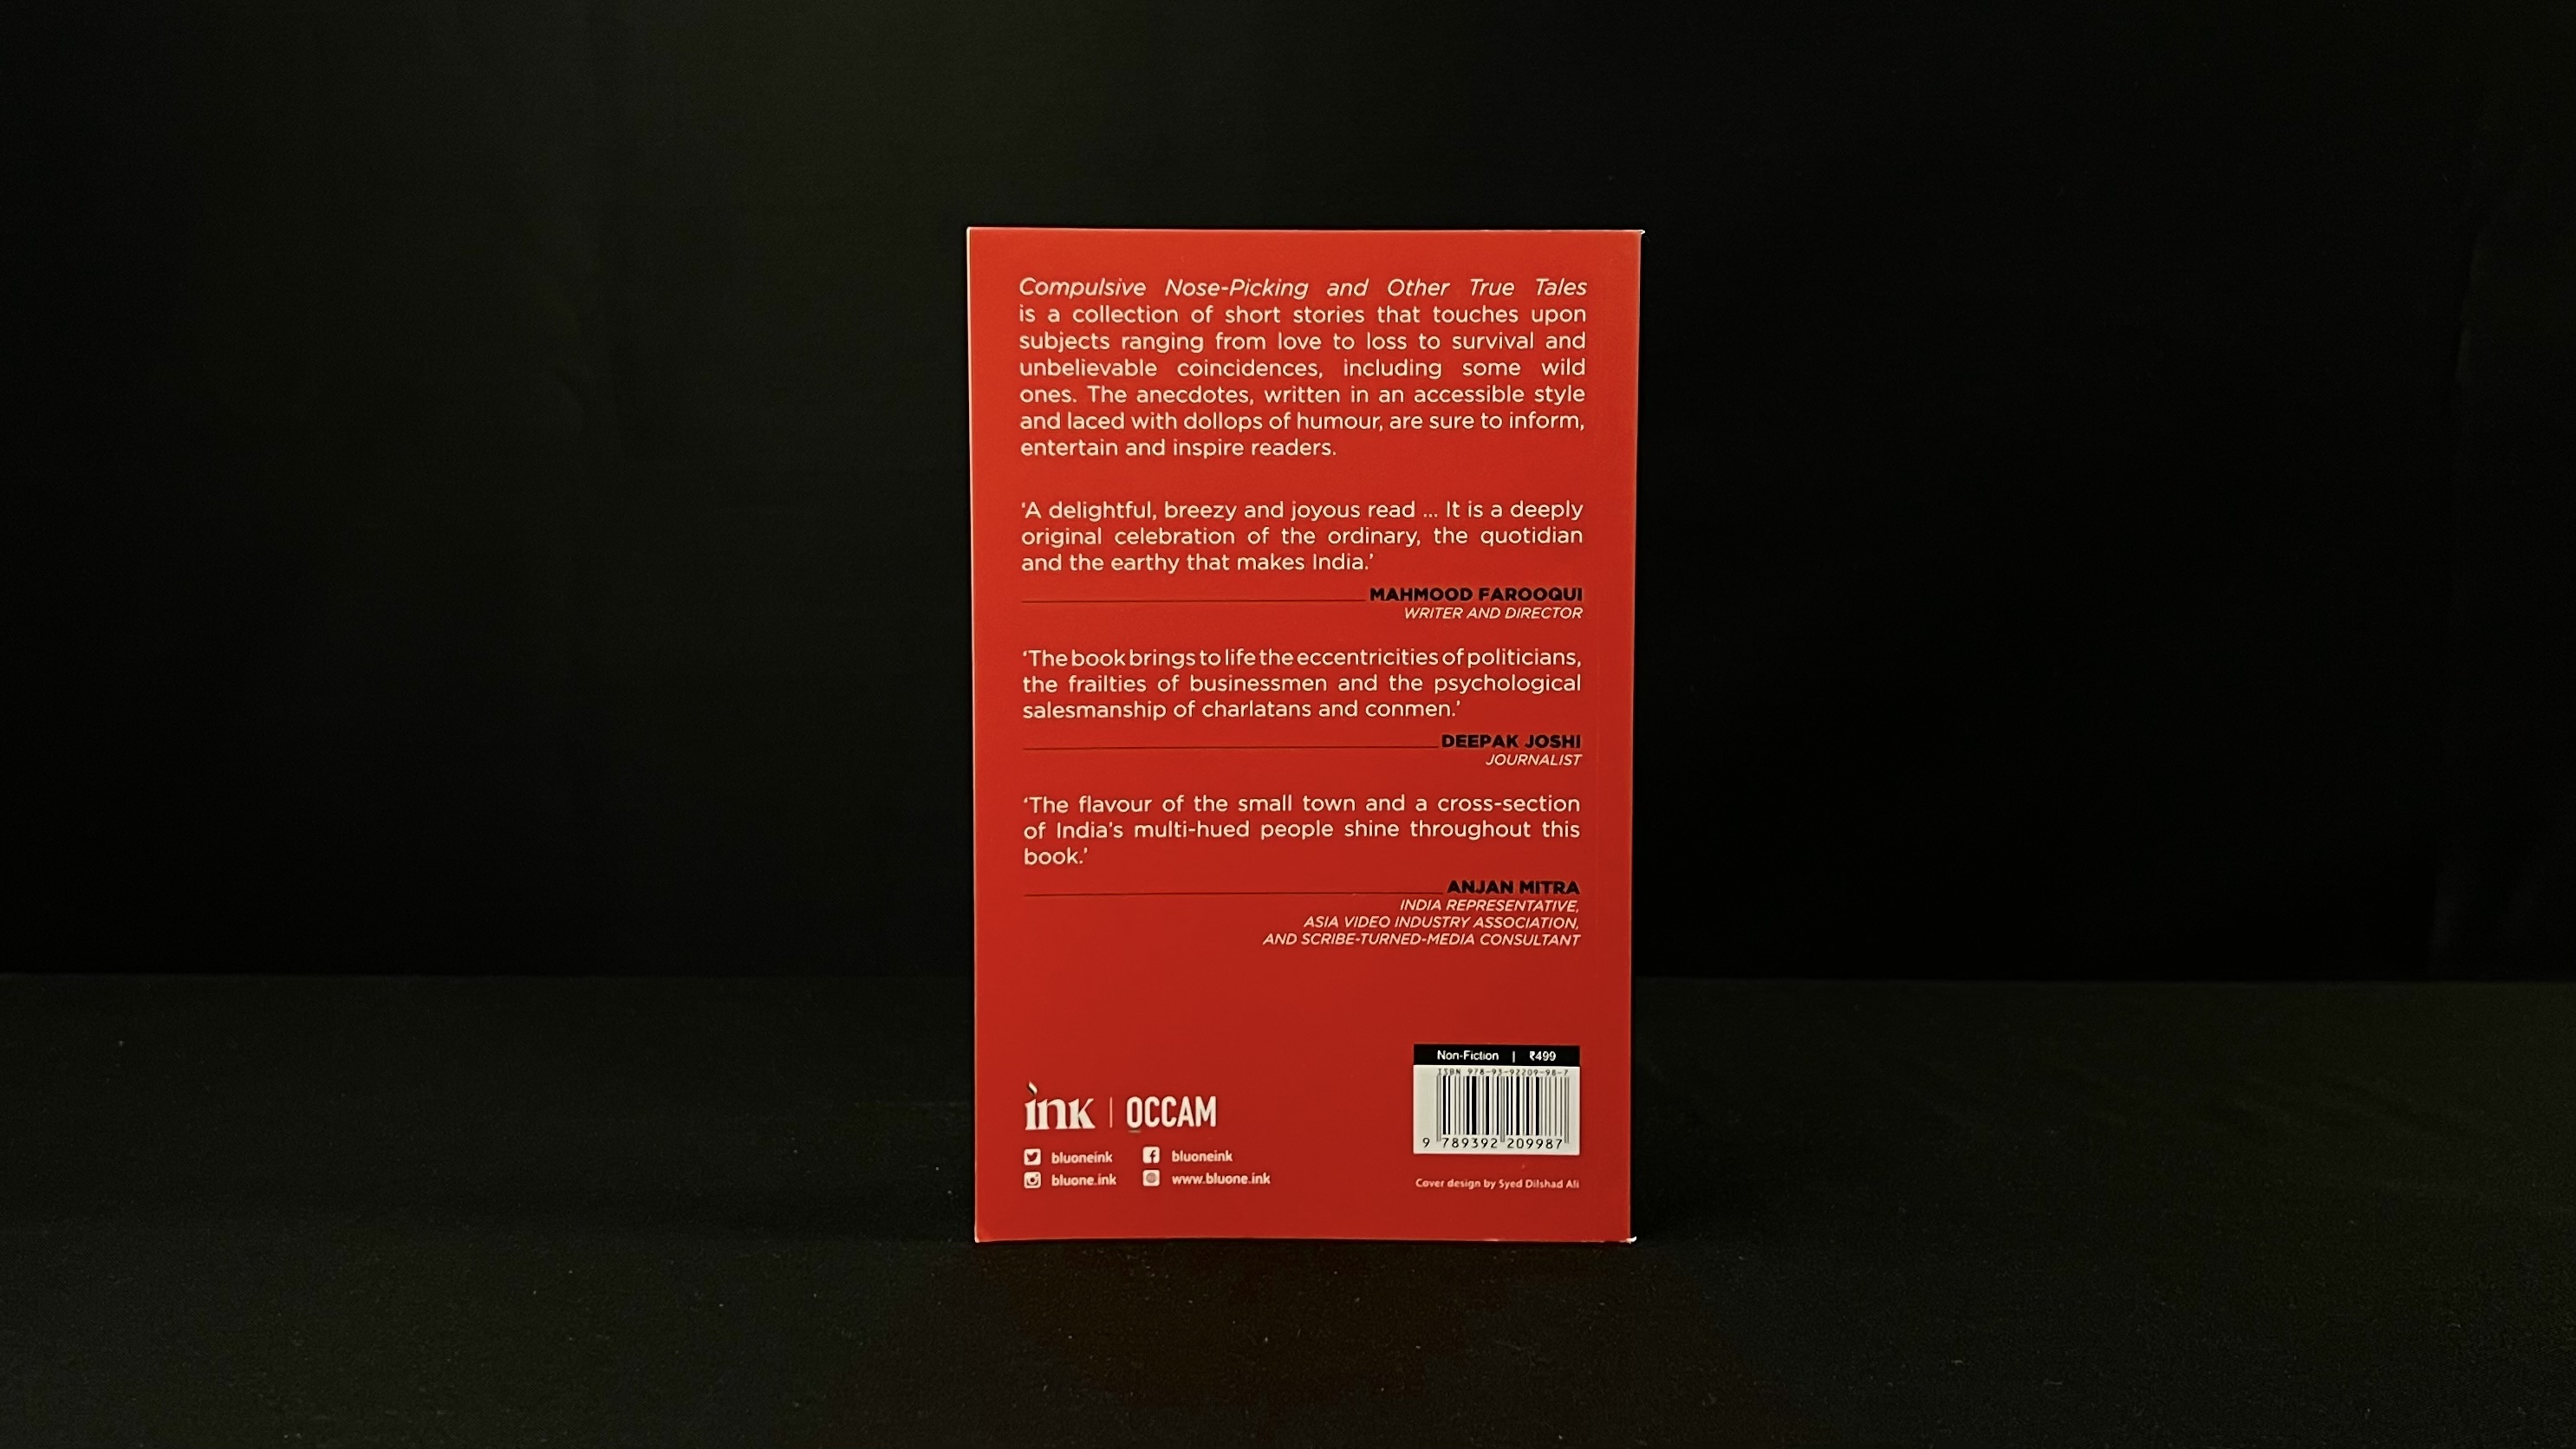 Compulsive Nose-Picking and Other True Tales
is a collection of short stories that touches upon
subjects ranging from love to loss to survival and
unbelievable coincidences, including some wild
ones. The anecdotes, written in an accessible style
and laced with dollops of humour, are sure to inform,
entertain and inspire readers.
‘A delightful, breezy and joyous read ... It is a deeply
original celebration of the ordinary, the quotidian
and the earthy that makes India.’
MAHMOOD FAROOQUI
WRITER AND DIRECTOR
‘The book brings to life the eccentricities of politicians,
the frailties of businessmen and the psychological
salesmanship of charlatans and conmen.’
DEEPAK JOSHI
JOURNALIST
‘The flavour of the small town and a cross-section
of India’s multi-hued people shine throughout this
book.’
ANJAN MITRA
INDIA REPRESENTATIVE,
ASIA VIDEO INDUSTRY ASSOCIATION,
AND SCRIBE-TURNED-MEDIA CONSULTANT
Non-Fiction | ₹499
ISBN 978-93-92209-98-7
9 789392 209987
ink | OCCAM
bluoneink bluoneink
bluone.ink www.bluone.ink
Cover design by Syed Dilshad Ali